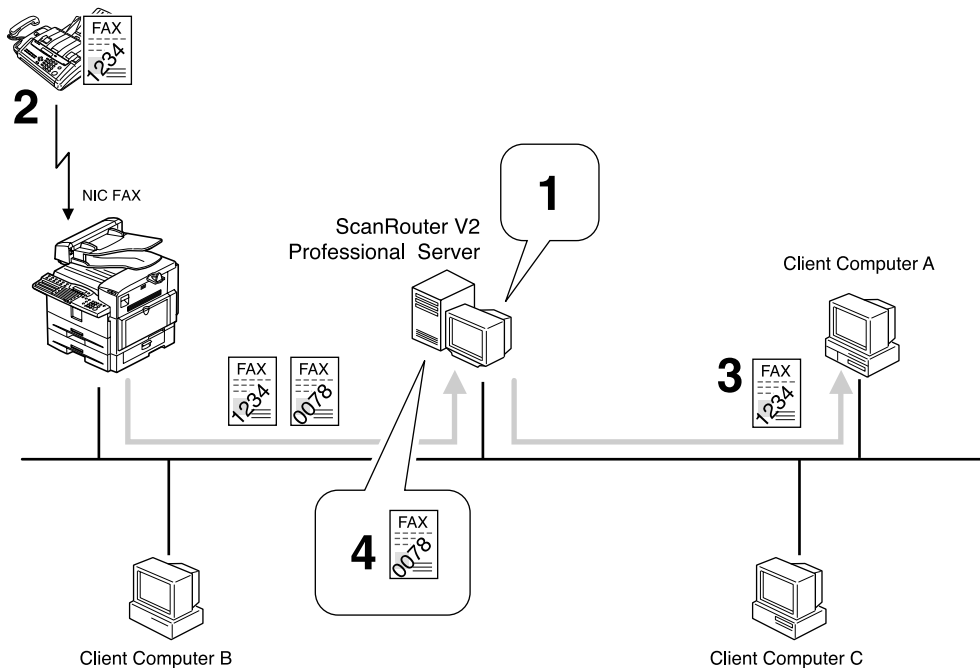 FAX
1234
2
NIC FAX
1
ScanRouter V2
Professional Server
Client Computer A
FAX
1234
FAX
0078
3
FAX
1234
4
FAX
0078
Client Computer B
Client Computer C